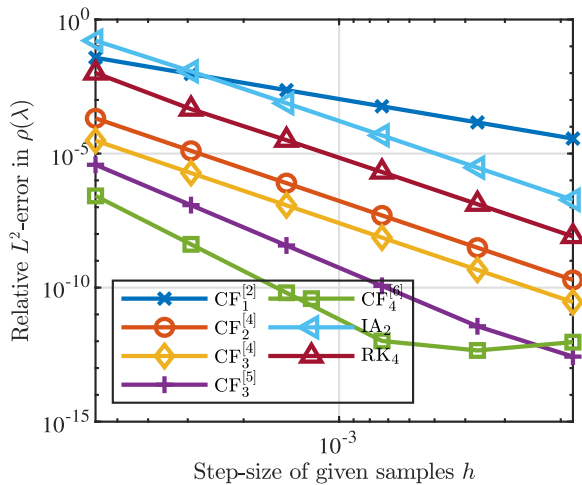 10^0
10^-5
10^-10
10^-15
Relative L^2-error in ρ(λ)
CF_1^[2]
CF_2^[4]
CF_3^[4]
CF_3^[5]
CF_4^[6]
IA_2
RK_4
10^-3
Step-size of given samples h